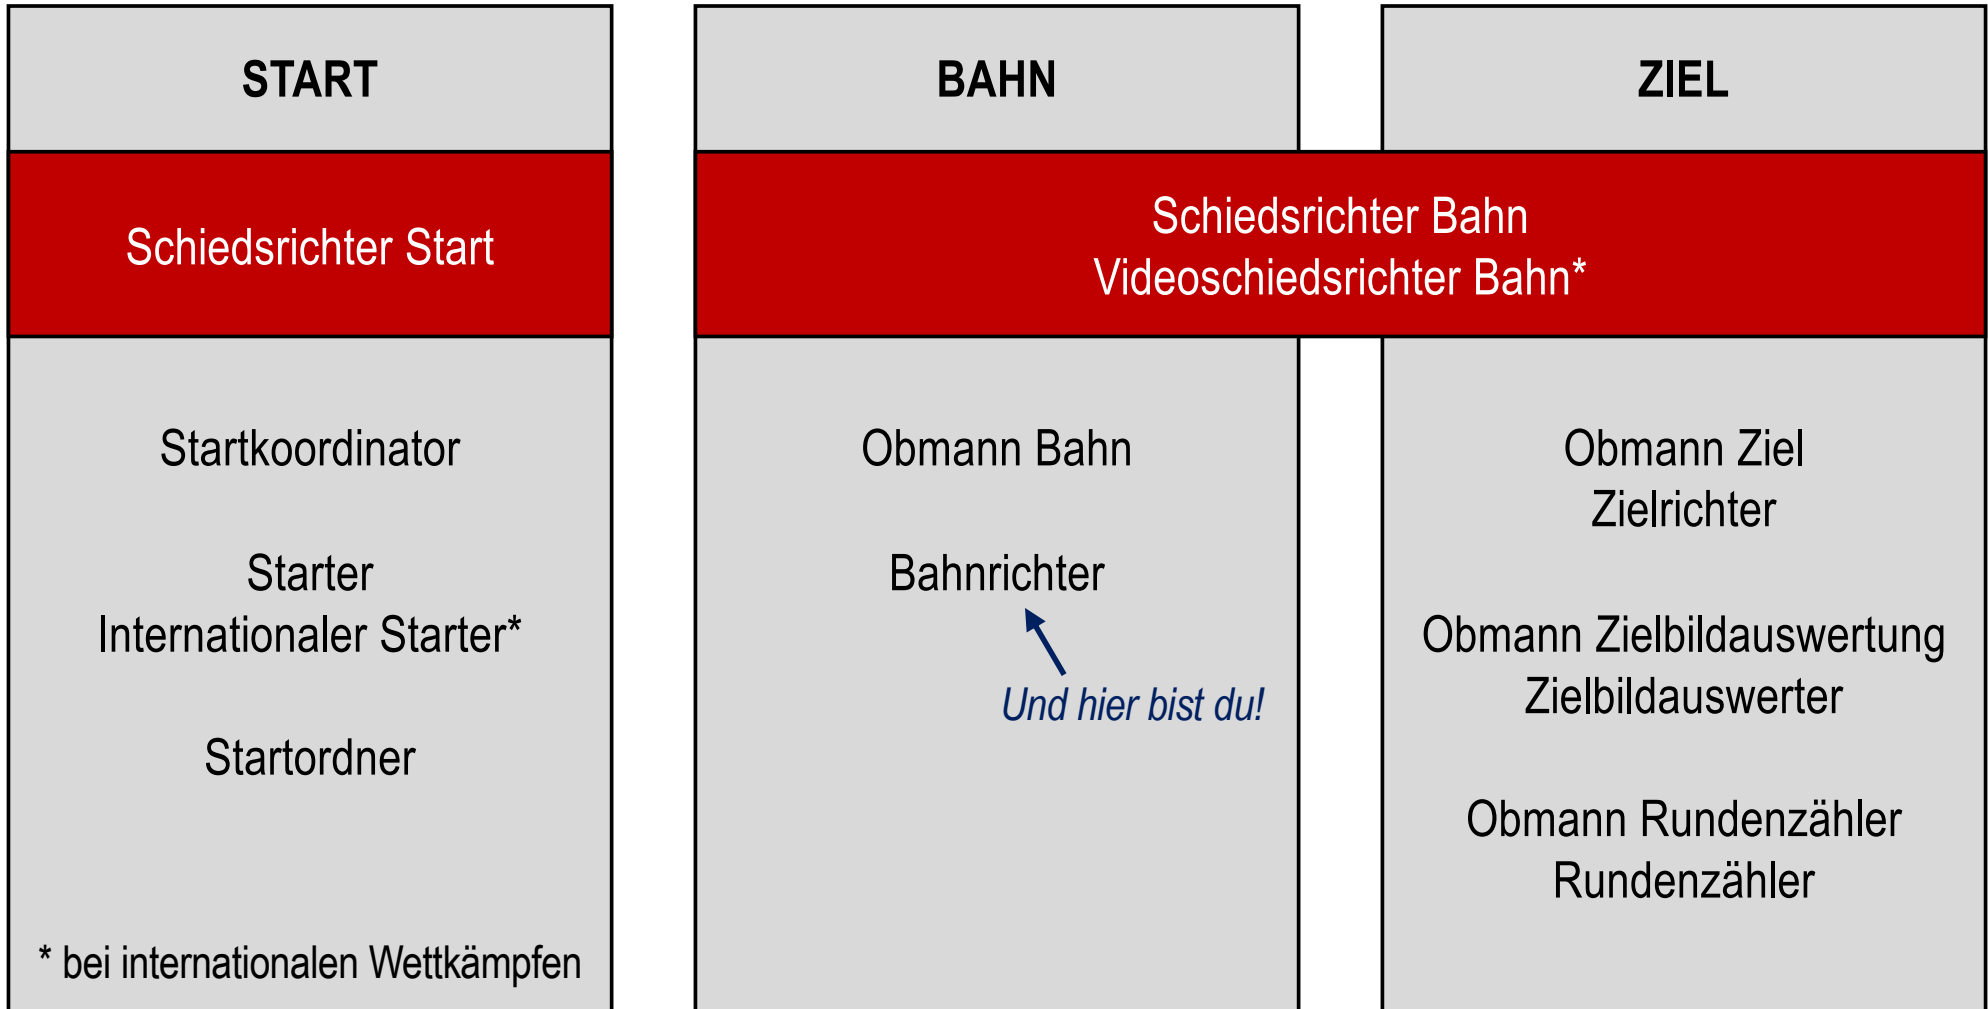 START
Schiedsrichter Start
Startkoordinator
Starter
Internationaler Starter*
Startordner
* bei internationalen Wettkämpfen
BAHN
ZIEL
Schiedsrichter Bahn
Videoschiedsrichter Bahn*
Obmann Bahn
Bahnrichter
Und hier bist du!
Obmann Ziel
Zielrichter
Obmann Zielbildauswertung
Zielbildauswerter
Obmann Rundenzähler
Rundenzähler